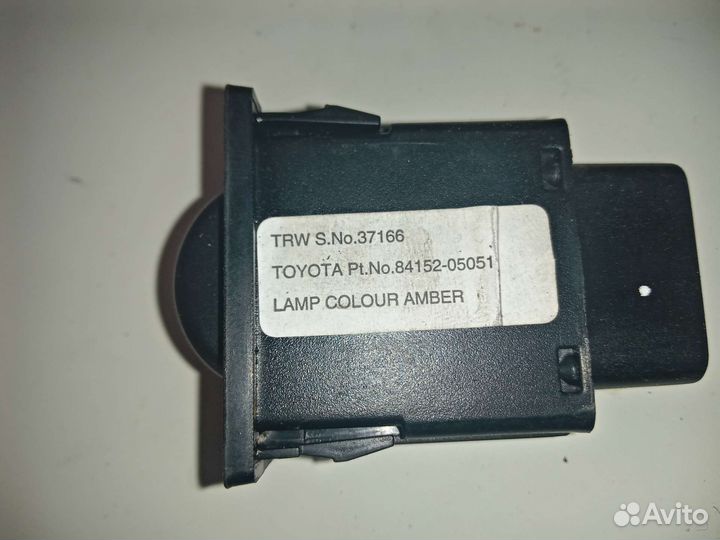 TRW S.No.37166
TOYOTA Pt.No.84152-05051
LAMP COLOUR AMBER
Avito